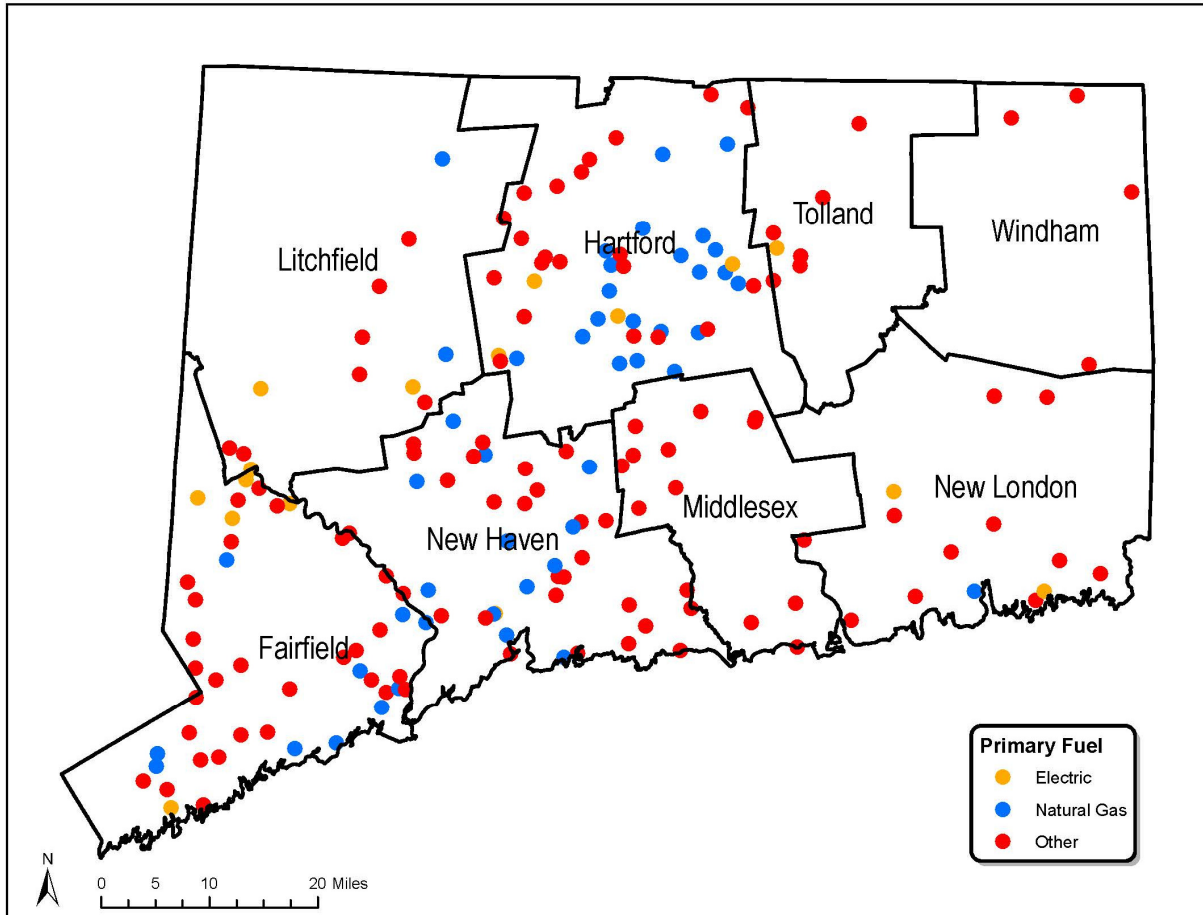 Litchfield
Hartford
Tolland
Windham
New Haven
Middlesex
New London
Fairfield
Primary Fuel
Electric
Natural Gas
Other
N
0 5 10 20 Miles